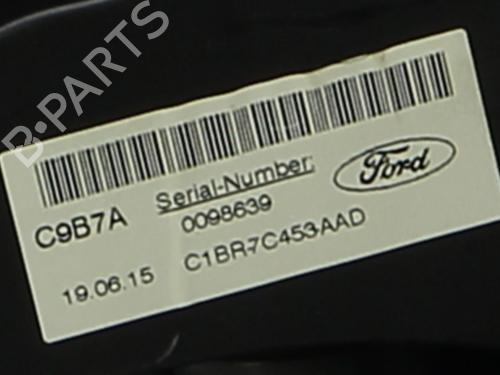 B-PARTS
C9B7A Serial-Number: Ford
0098639
19.06.15 C1BR7C453AAD